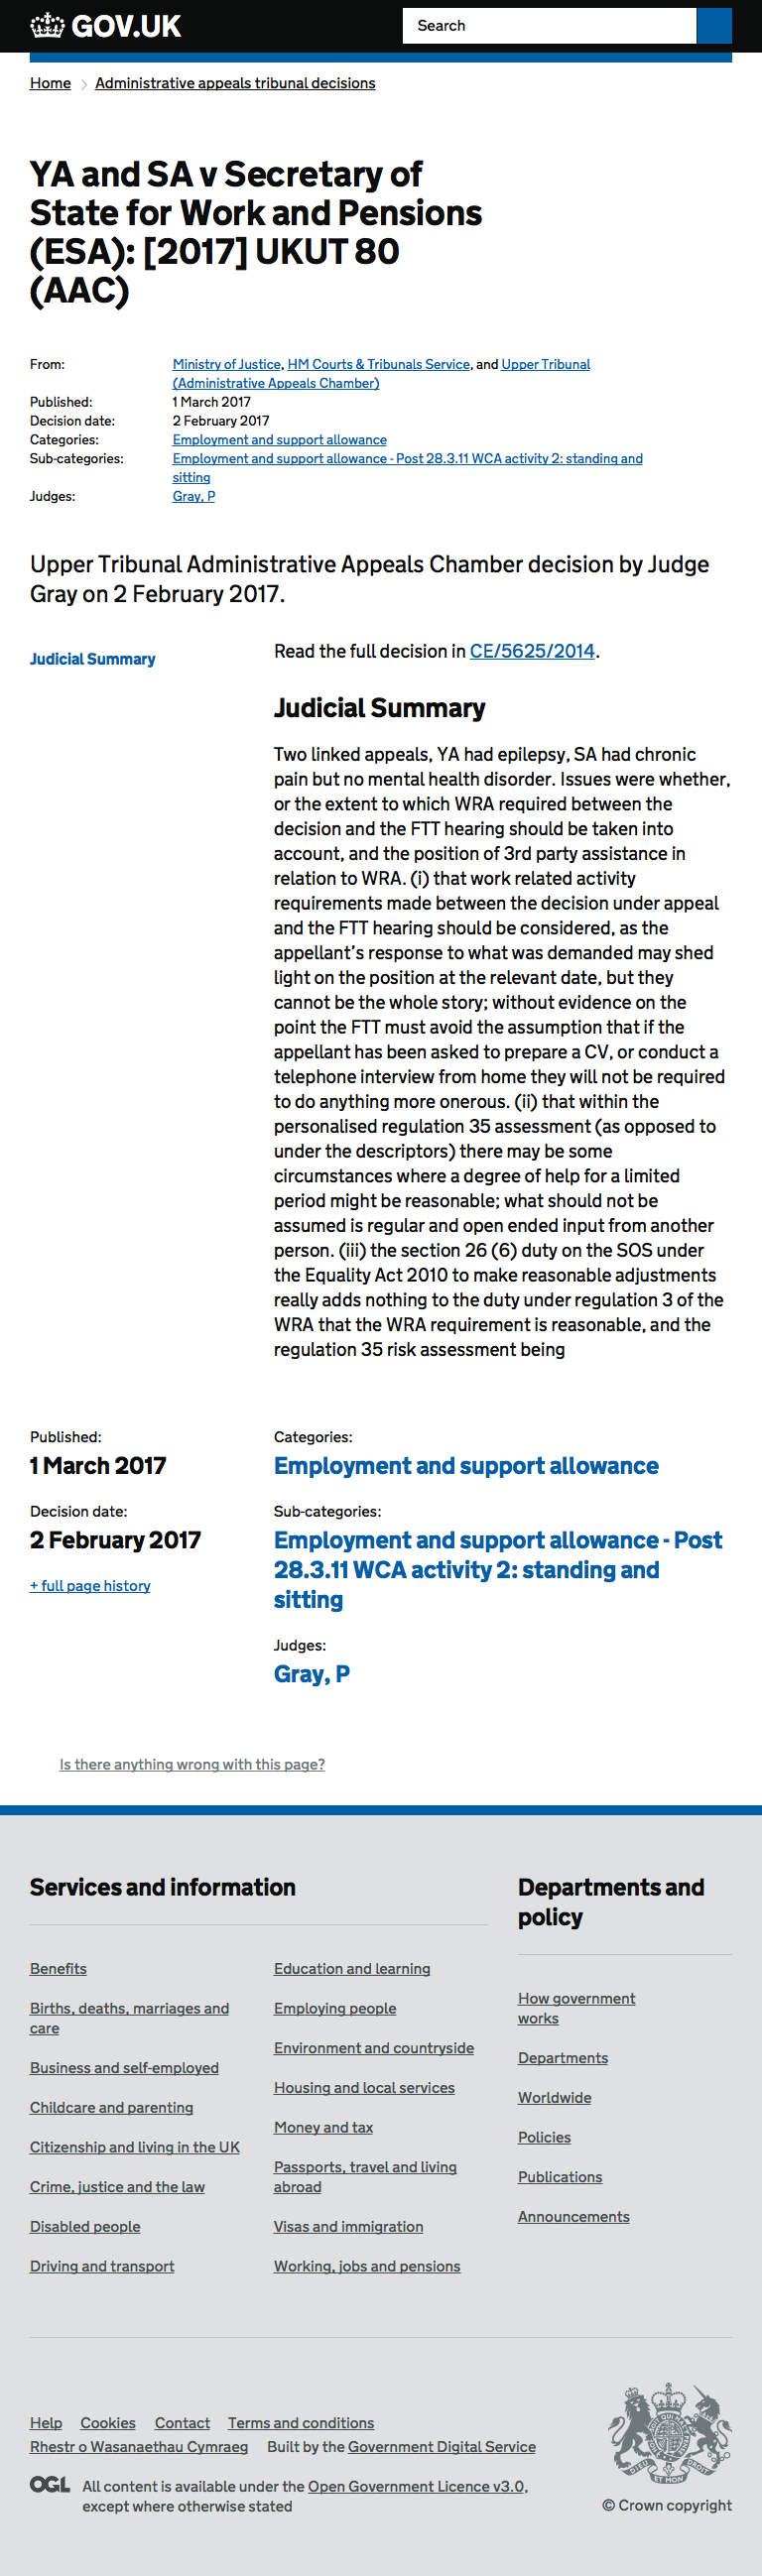 GOV.UK
Search
Home
Administrative appeals tribunal decisions
YA and SA v Secretary of
State for Work and Pensions
(ESA): [2017] UKUT 80
(AAC)
From: Ministry of Justice, HM Courts & Tribunals Service, and Upper Tribunal
(Administrative Appeals Chamber)
Published: 1 March 2017
Decision date: 2 February 2017
Categories: Employment and support allowance
Sub-categories: Employment and support allowance - Post 28.3.11 WCA activity 2: standing and
sitting
Judges: Gray, P
Upper Tribunal Administrative Appeals Chamber decision by Judge
Gray on 2 February 2017.
Judicial Summary
Read the full decision in CE/5625/2014.
Judicial Summary
Two linked appeals, YA had epilepsy, SA had chronic
pain but no mental health disorder. Issues were whether,
or the extent to which WRA required between the
decision and the FTT hearing should be taken into
account, and the position of 3rd party assistance in
relation to WRA. (i) that work related activity
requirements made between the decision under appeal
and the FTT hearing should be considered, as the
appellant's response to what was demanded may shed
light on the position at the relevant date, but they
cannot be the whole story; without evidence on the
point the FTT must avoid the assumption that if the
appellant has been asked to prepare a CV, or conduct a
telephone interview from home they will not be required
to do anything more onerous. (ii) that within the
personalised regulation 35 assessment (as opposed to
under the descriptors) there may be some
circumstances where a degree of help for a limited
period might be reasonable; what should not be
assumed is regular and open ended input from another
person. (iii) the section 26 (6) duty on the SOS under
the Equality Act 2010 to make reasonable adjustments
really adds nothing to the duty under regulation 3 of the
WRA that the WRA requirement is reasonable, and the
regulation 35 risk assessment being
Published:
1 March 2017
Decision date:
2 February 2017
+ full page history
Categories:
Employment and support allowance
Sub-categories:
Employment and support allowance - Post
28.3.11 WCA activity 2: standing and
sitting
Judges:
Gray, P
Is there anything wrong with this page?
Services and information
Benefits
Births, deaths, marriages and
care
Business and self-employed
Childcare and parenting
Citizenship and living in the UK
Crime, justice and the law
Disabled people
Driving and transport
Education and learning
Employing people
Environment and countryside
Housing and local services
Money and tax
Passports, travel and living
abroad
Visas and immigration
Working, jobs and pensions
Departments and
policy
How government
works
Departments
Worldwide
Policies
Publications
Announcements
Help Cookies Contact Terms and conditions
Rhestr o Wasanaethau Cymraeg Built by the Government Digital Service
OGL All content is available under the Open Government Licence v3.0,
except where otherwise stated
© Crown copyright